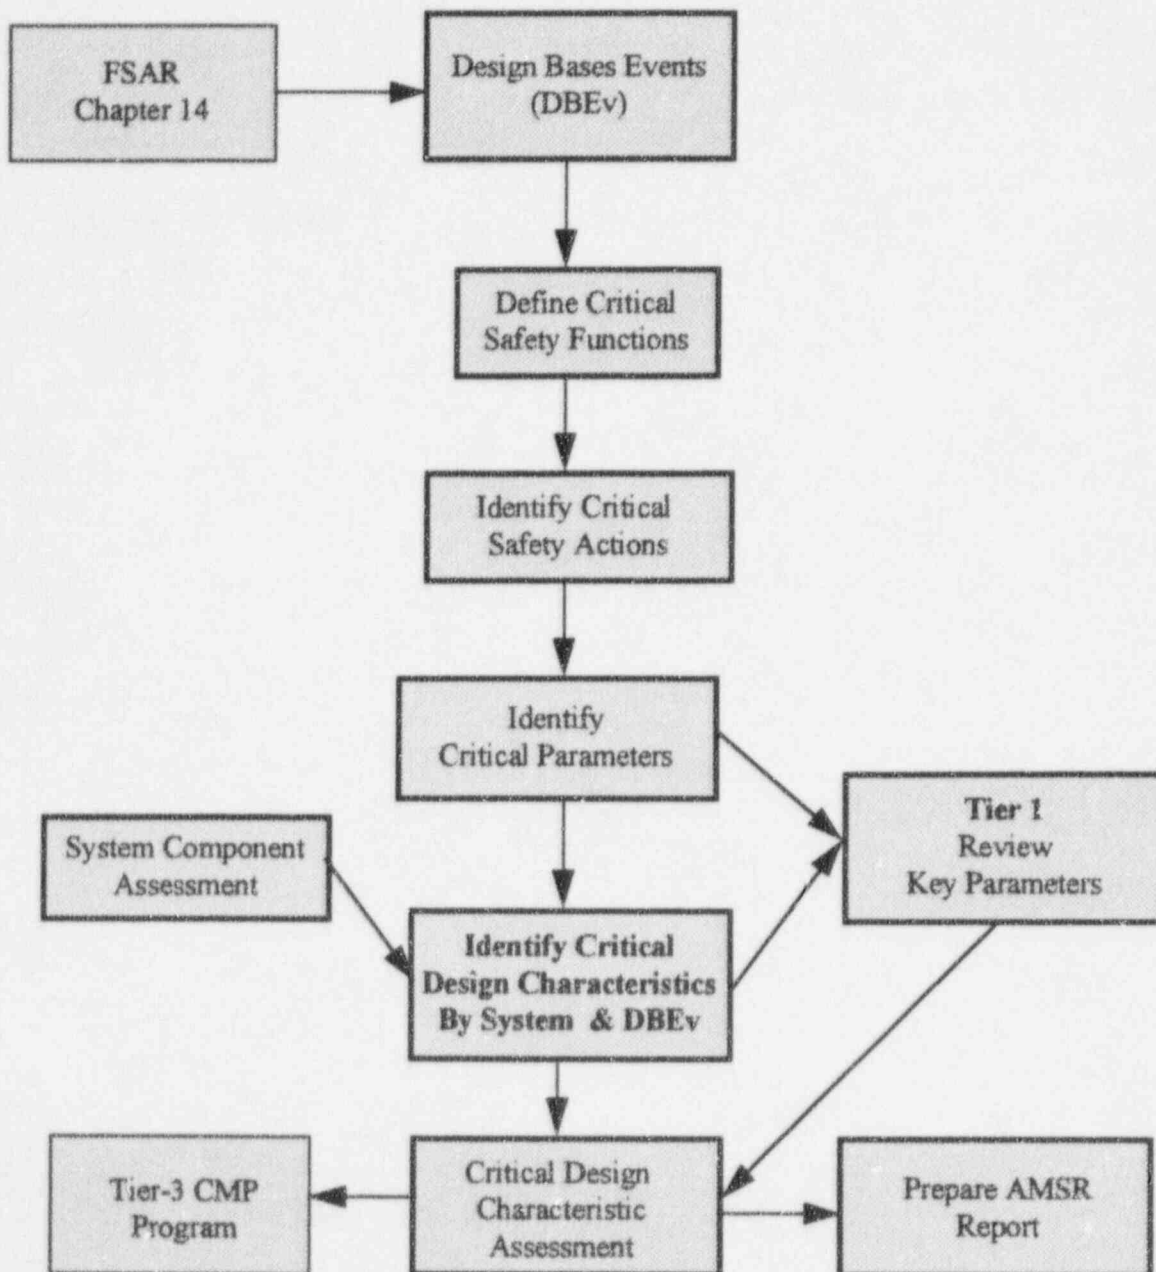 FSAR
Chapter 14
Design Bases Events
(DBEv)
Define Critical
Safety Functions
Identify Critical
Safety Actions
Identify
Critical Parameters
System Component
Assessment
Tier 1
Review
Key Parameters
Identify Critical
Design Characteristics
By System & DBEv
Tier-3 CMP
Program
Critical Design
Characteristic
Assessment
Prepare AMSR
Report